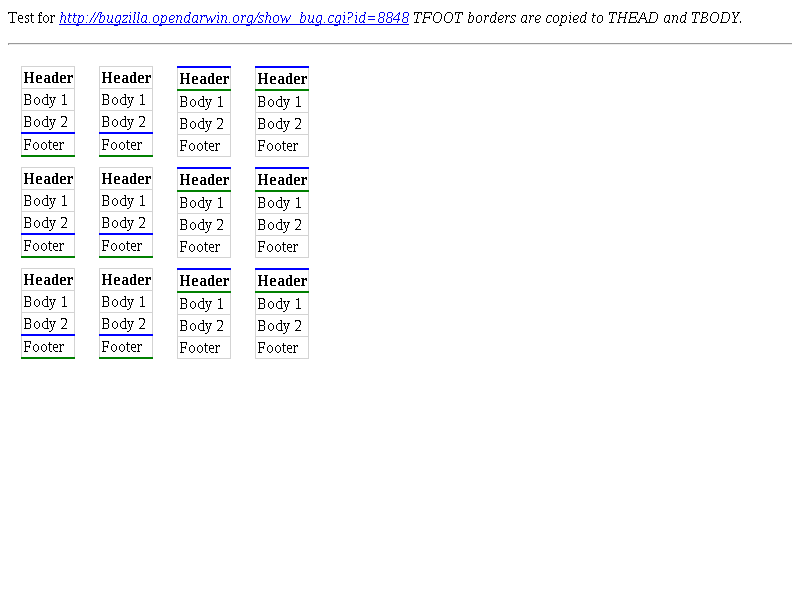 Test for http://bugzilla.opendarwin.org/show_bug.cgi?id=8848 TFOOT borders are copied to THEAD and TBODY.
Header Header Header Header
Body 1 Body 1 Body 1 Body 1
Body 2 Body 2 Body 2 Body 2
Footer Footer Footer Footer
Header Header Header Header
Body 1 Body 1 Body 1 Body 1
Body 2 Body 2 Body 2 Body 2
Footer Footer Footer Footer
Header Header Header Header
Body 1 Body 1 Body 1 Body 1
Body 2 Body 2 Body 2 Body 2
Footer Footer Footer Footer